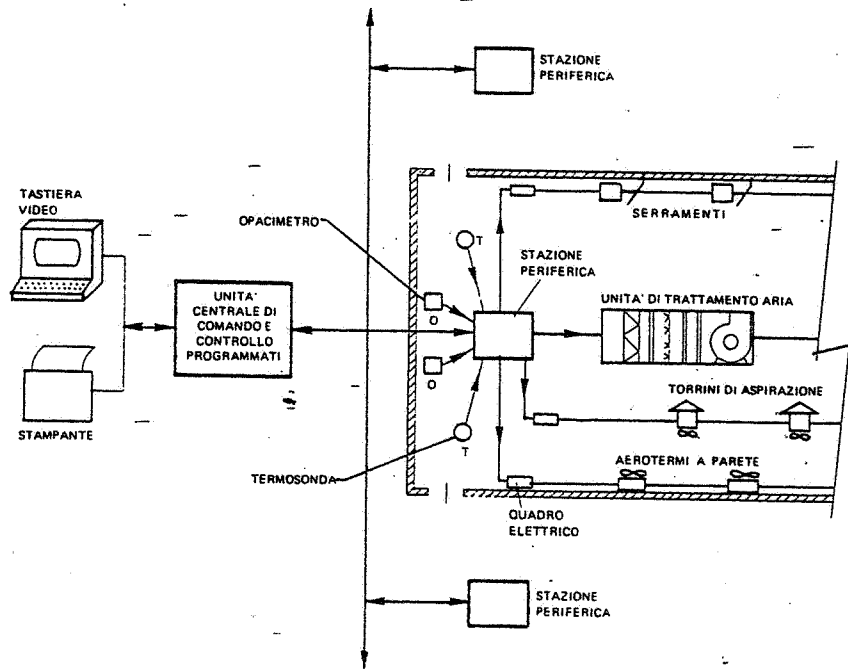 STAZIONE
PERIFERICA
TASTIERA
VIDEO
OPACIMETRO
T
SERRAMENTI
STAZIONE
PERIFERICA
UNITA'
CENTRALE DI
COMANDO E
CONTROLLO
PROGRAMMATI
O
UNITA' DI TRATTAMENTO ARIA
O
TORRINI DI ASPIRAZIONE
STAMPANTE
T
TERMOSONDA
AEROTERMI A PARETE
QUADRO
ELETTRICO
STAZIONE
PERIFERICA